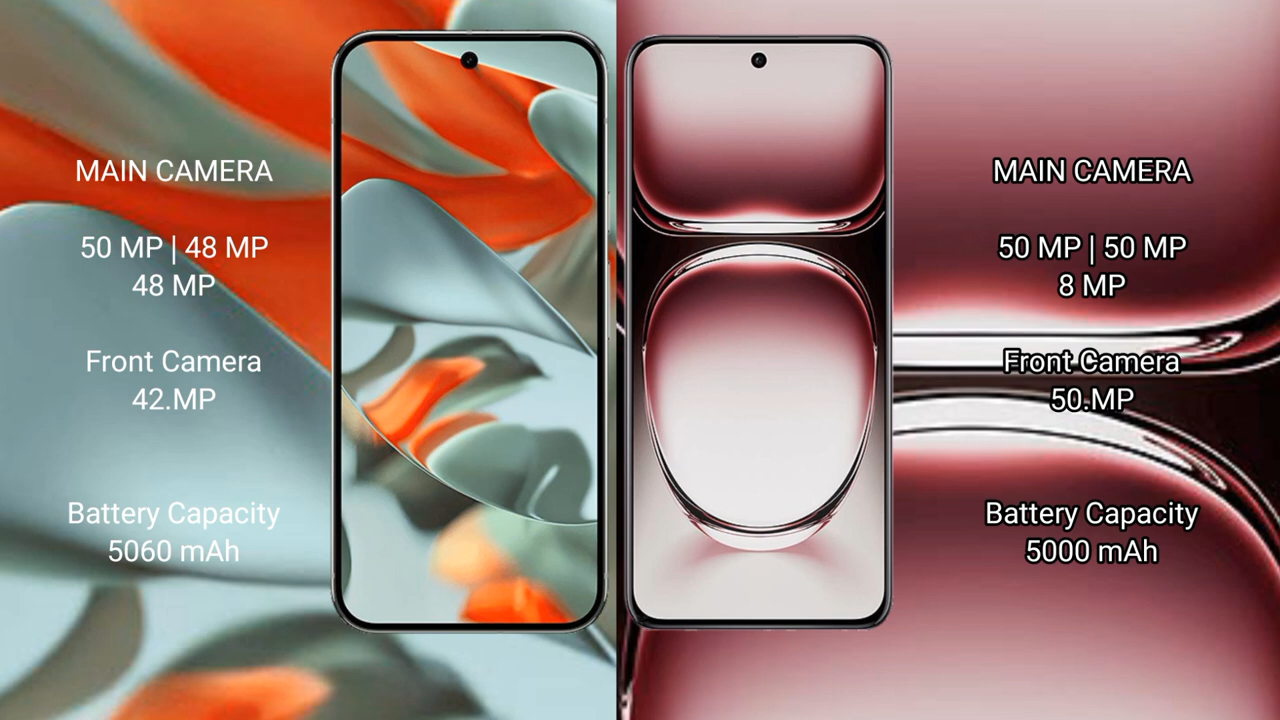 MAIN CAMERA
50 MP | 48 MP
48 MP
Front Camera
42.MP
Battery Capacity
5060 mAh
MAIN CAMERA
50 MP | 50 MP
8 MP
Front Camera
50.MP
Battery Capacity
5000 mAh